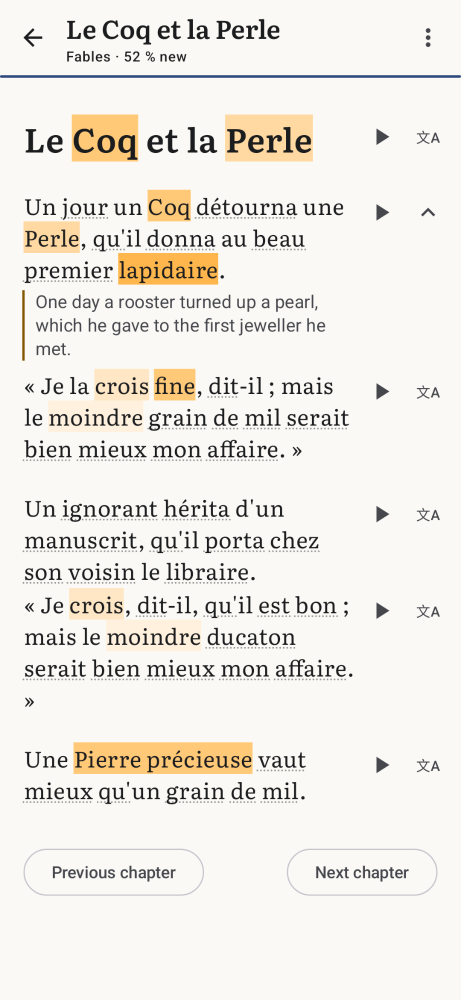 Le Coq et la Perle
Fables · 52 % new
Le Coq et la Perle
文A
Un jour un Coq détourna une
Perle, qu'il donna au beau
premier lapidaire.
One day a rooster turned up a pearl,
which he gave to the first jeweller he
met.
« Je la crois fine, dit-il ; mais
文A
le moindre grain de mil serait
bien mieux mon affaire. »
Un ignorant hérita d'un
文A
manuscrit, qu'il porta chez
son voisin le libraire.
« Je crois, dit-il, qu'il est bon ;
文A
mais le moindre ducaton
serait bien mieux mon affaire.
»
Une Pierre précieuse vaut
文A
mieux qu'un grain de mil.
Previous chapter
Next chapter